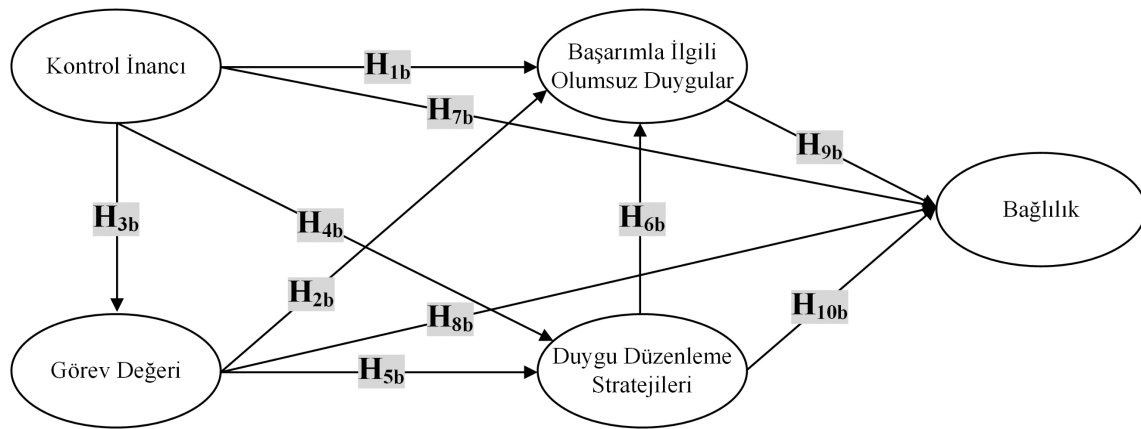 Kontrol İnancı
H1b
Başarımla İlgili
Olumsuz Duygular
H7b
H9b
H3b
H4b
H6b
Bağlılık
H2b
H8b
H10b
Görev Değeri
H5b
Duygu Düzenleme
Stratejileri